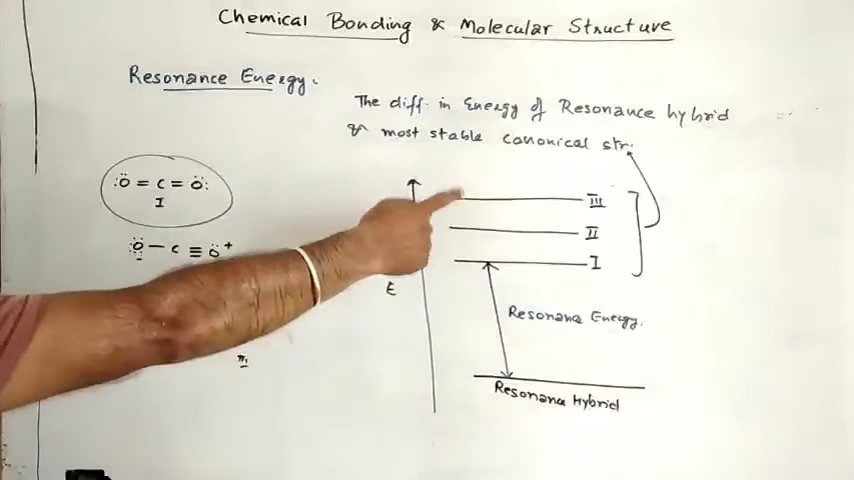 Chemical Bonding & Molecular Structure
Resonance Energy.
The diff. in Energy of Resonance hybrid
& most stable canonical str.
:Ö = C = Ö:
I
:Ö — C ≡ Ö +
III
E
III
II
I
Resonance Energy.
Resonance Hybrid